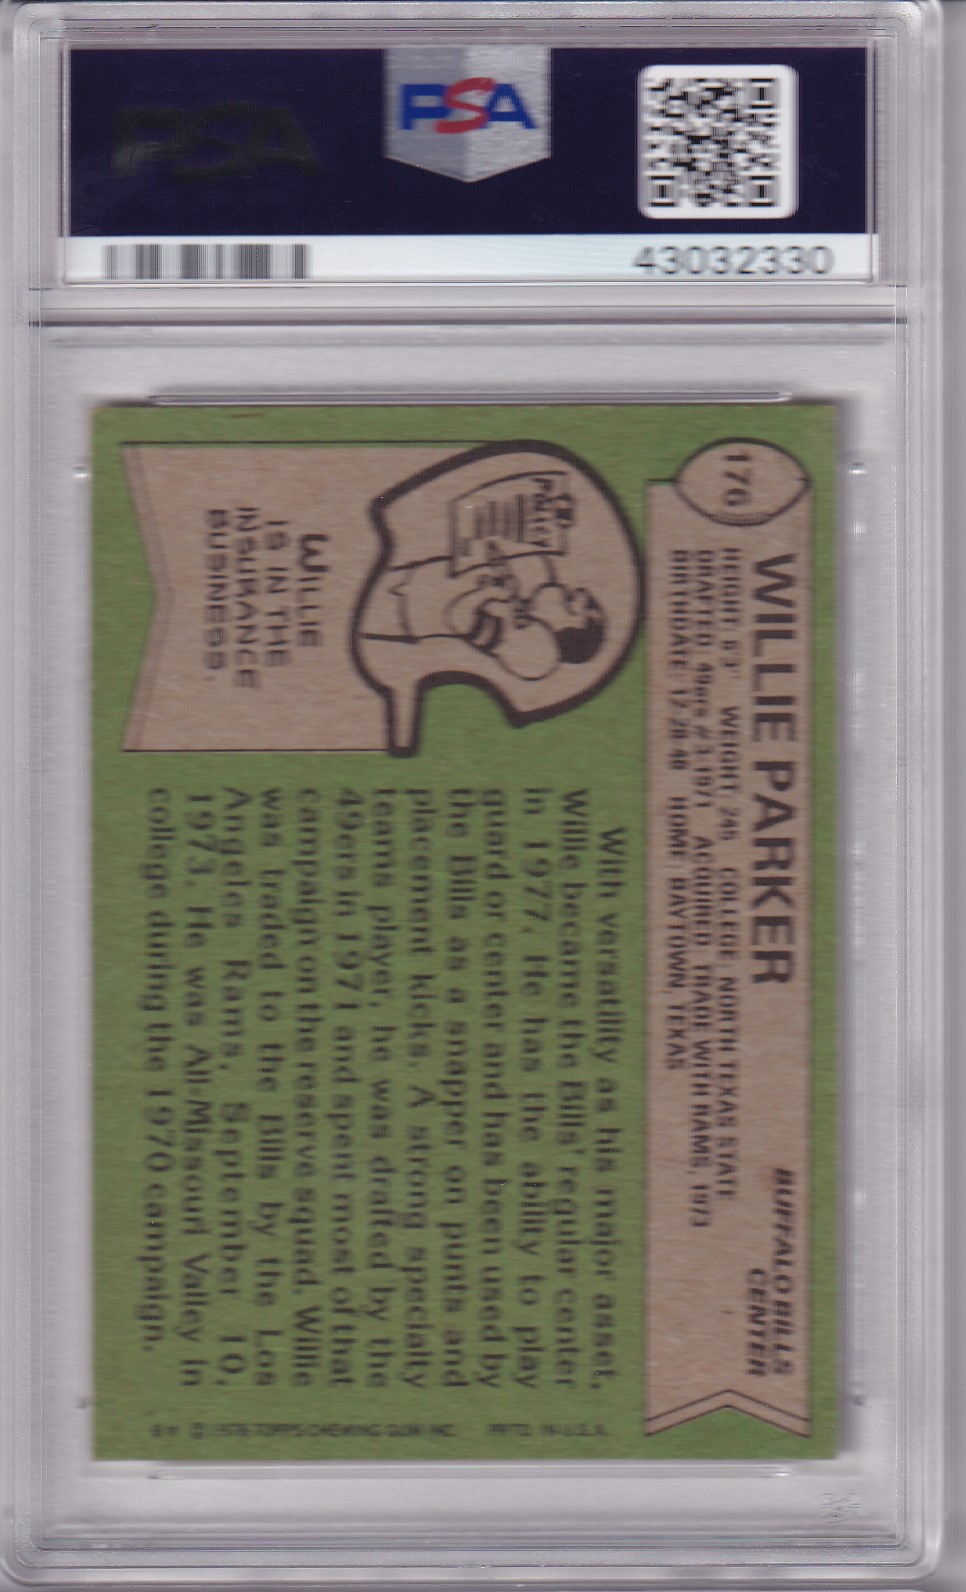 PSA
PSA
43032330
176
WILLIE PARKER
BUFFALO BILLS
CENTER
HEIGHT: 6'3" WEIGHT: 245 COLLEGE: NORTH TEXAS STATE
DRAFTED: 49ers #3-1971 ACQUIRED: TRADE WITH RAMS, 1973
BIRTHDATE: 12-28-48 HOME: BAYTOWN, TEXAS
POLICY
WILLIE
IS IN THE
INSURANCE
BUSINESS.
With versatility as his major asset,
Willie became the Bills' regular center
in 1977. He has the ability to play
guard or center and has been used by
the Bills as a snapper on punts and
placement kicks. A strong specialty
teams player, he was drafted by the
49ers in 1971 and spent most of that
campaign on the reserve squad. Willie
was traded to the Bills by the Los
Angeles Rams, September 10,
1973. He was All-Missouri Valley in
college during the 1970 campaign.
© 1978 TOPPS CHEWING GUM INC. PRTD. IN U.S.A.